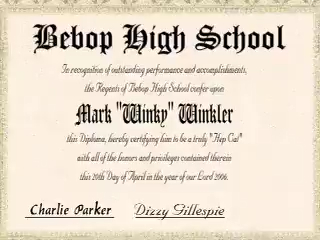 Bebop High School
In recognition of outstanding performance and accomplishments,
the Regents of Bebop High School confer upon
Mark "Winky" Winkler
this Diploma, hereby certifying him to be a truly "Hep Cat"
with all of the honors and privileges contained therein
this 20th Day of April in the year of our Lord 2006.
Charlie Parker Dizzy Gillespie